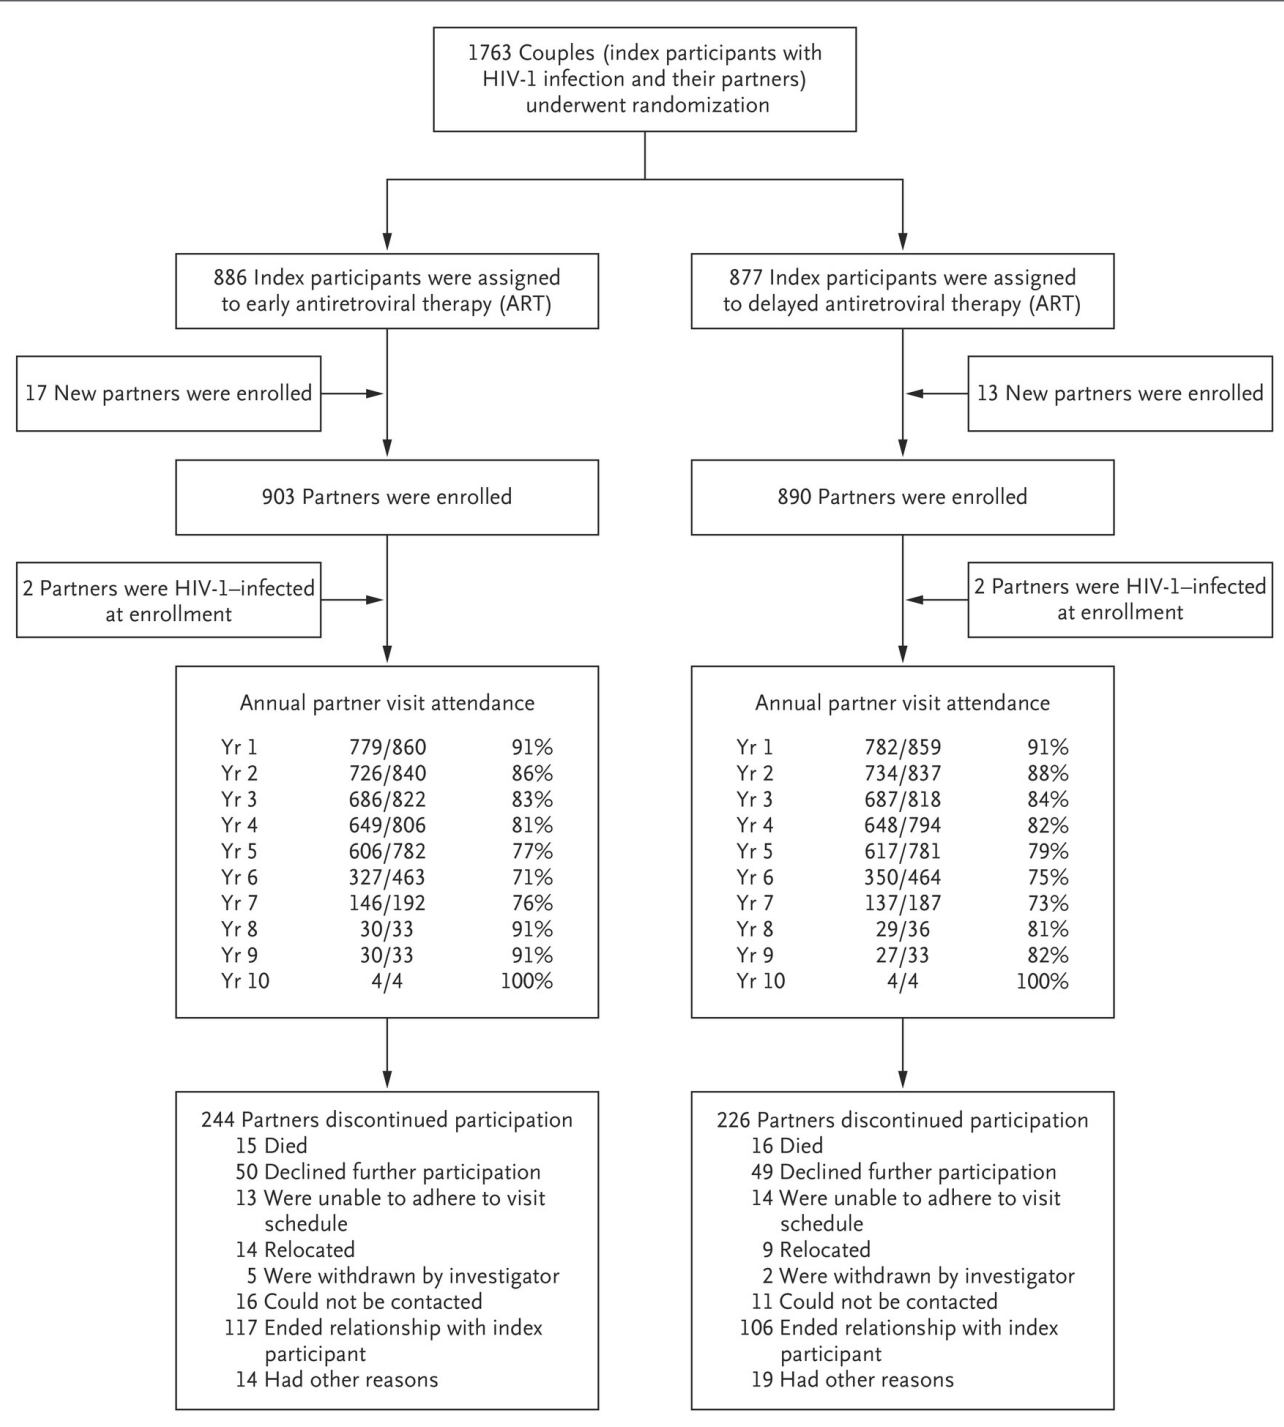 1763 Couples (index participants with
HIV-1 infection and their partners)
underwent randomization
886 Index participants were assigned
to early antiretroviral therapy (ART)
877 Index participants were assigned
to delayed antiretroviral therapy (ART)
17 New partners were enrolled
13 New partners were enrolled
903 Partners were enrolled
890 Partners were enrolled
2 Partners were HIV-1–infected
at enrollment
2 Partners were HIV-1–infected
at enrollment
Annual partner visit attendance
Yr 1 779/860 91%
Yr 2 726/840 86%
Yr 3 686/822 83%
Yr 4 649/806 81%
Yr 5 606/782 77%
Yr 6 327/463 71%
Yr 7 146/192 76%
Yr 8 30/33 91%
Yr 9 30/33 91%
Yr 10 4/4 100%
Annual partner visit attendance
Yr 1 782/859 91%
Yr 2 734/837 88%
Yr 3 687/818 84%
Yr 4 648/794 82%
Yr 5 617/781 79%
Yr 6 350/464 75%
Yr 7 137/187 73%
Yr 8 29/36 81%
Yr 9 27/33 82%
Yr 10 4/4 100%
244 Partners discontinued participation
15 Died
50 Declined further participation
13 Were unable to adhere to visit
schedule
14 Relocated
5 Were withdrawn by investigator
16 Could not be contacted
117 Ended relationship with index
participant
14 Had other reasons
226 Partners discontinued participation
16 Died
49 Declined further participation
14 Were unable to adhere to visit
schedule
9 Relocated
2 Were withdrawn by investigator
11 Could not be contacted
106 Ended relationship with index
participant
19 Had other reasons